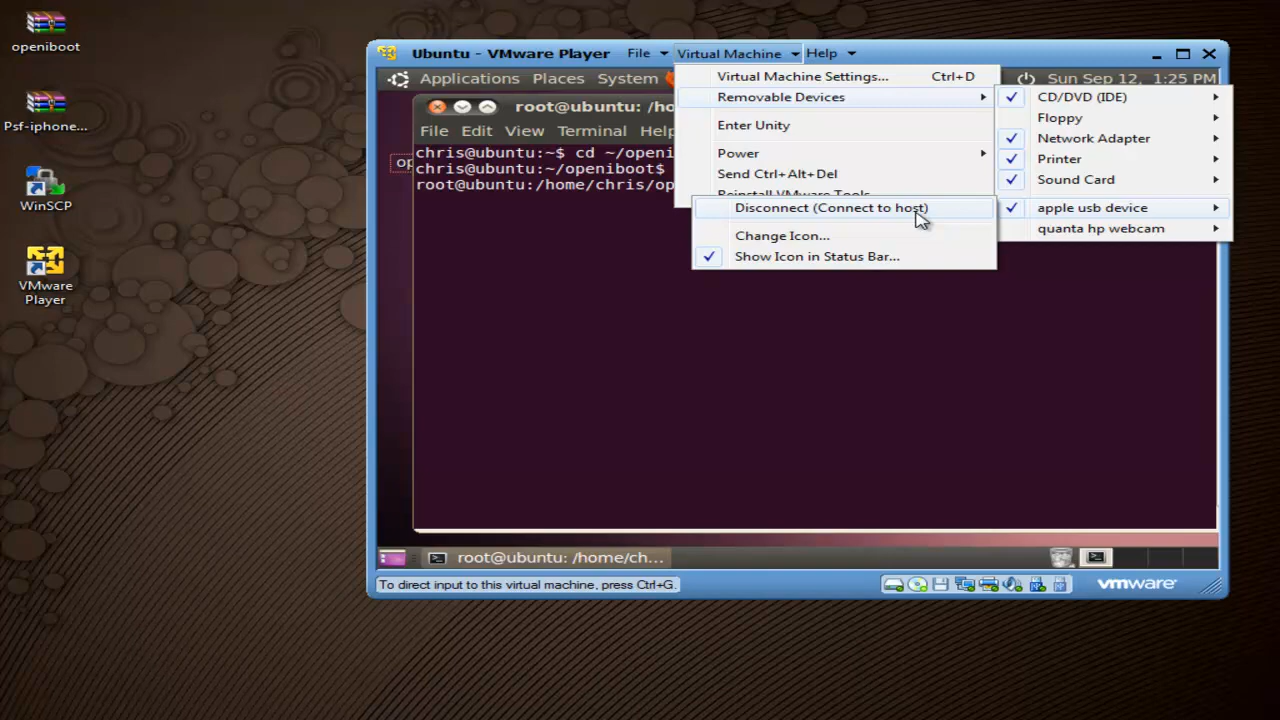 openiboot
Psf-iphone...
WinSCP
VMware
Player
Ubuntu - VMware Player File Virtual Machine Help
Applications Places System Sun Sep 12, 1:25 PM
root@ubuntu: /ho
File Edit View Terminal Help
chris@ubuntu:~$ cd ~/openi
chris@ubuntu:~/openiboot$
root@ubuntu:/home/chris/op
Virtual Machine Settings... Ctrl+D
Removable Devices
Enter Unity
Power
Send Ctrl+Alt+Del
Reinstall VMware Tools
Disconnect (Connect to host)
Change Icon...
Show Icon in Status Bar...
CD/DVD (IDE)
Floppy
Network Adapter
Printer
Sound Card
apple usb device
quanta hp webcam
root@ubuntu: /home/ch...
To direct input to this virtual machine, press Ctrl+G.
vmware